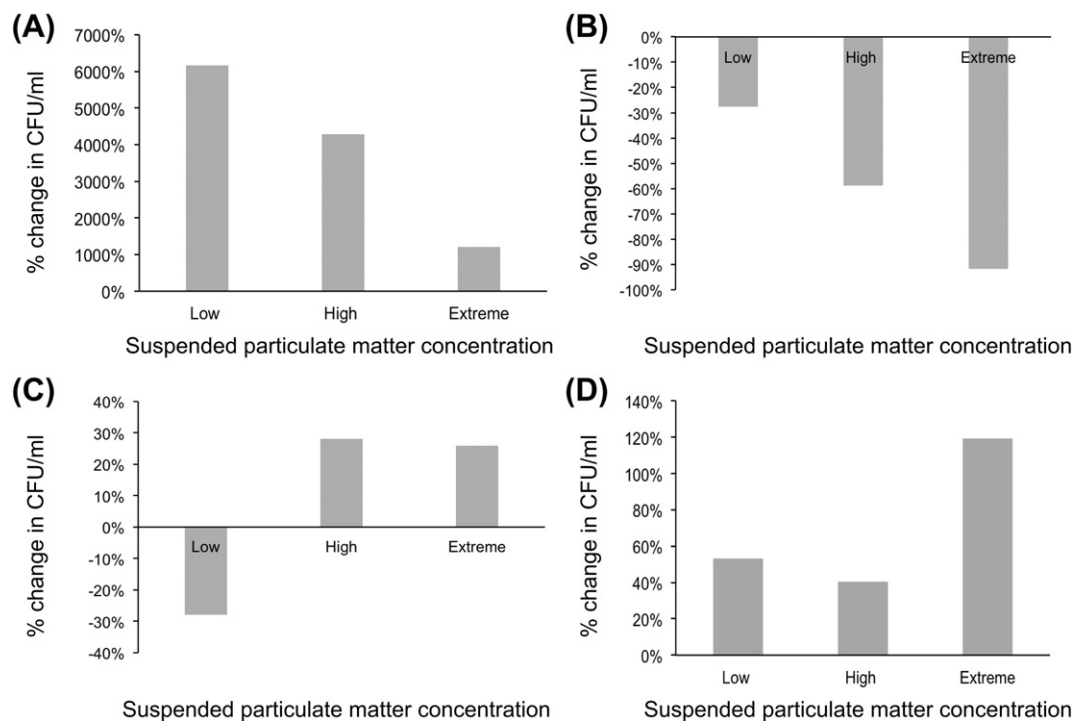 (A)
% change in CFU/ml
7000%
6000%
5000%
4000%
3000%
2000%
1000%
0%
Low High Extreme
Suspended particulate matter concentration
(B)
% change in CFU/ml
0%
-10%
-20%
-30%
-40%
-50%
-60%
-70%
-80%
-90%
-100%
Low High Extreme
Suspended particulate matter concentration
(C)
% change in CFU/ml
40%
30%
20%
10%
0%
-10%
-20%
-30%
-40%
Low High Extreme
Suspended particulate matter concentration
(D)
% change in CFU/ml
140%
120%
100%
80%
60%
40%
20%
0%
Low High Extreme
Suspended particulate matter concentration